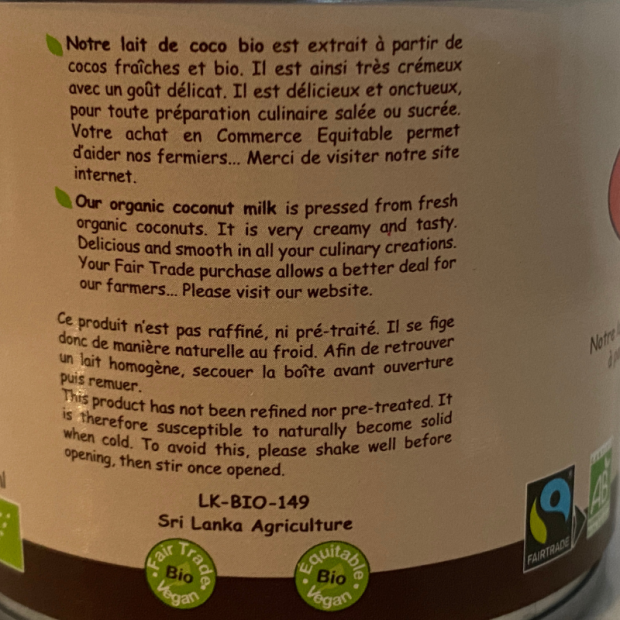 Notre lait de coco bio est extrait à partir de
cocos fraîches et bio. Il est ainsi très crémeux
avec un goût délicat. Il est délicieux et onctueux,
pour toute préparation culinaire salée ou sucrée.
Votre achat en Commerce Equitable permet
d'aider nos fermiers... Merci de visiter notre site
internet.
Our organic coconut milk is pressed from fresh
organic coconuts. It is very creamy and tasty.
Delicious and smooth in all your culinary creations.
Your Fair Trade purchase allows a better deal for
our farmers... Please visit our website.
Ce produit n'est pas raffiné, ni pré-traité. Il se fige
donc de manière naturelle au froid. Afin de retrouver
un lait homogène, secouer la boîte avant ouverture
puis remuer.
This product has not been refined nor pre-treated. It
is therefore susceptible to naturally become solid
when cold. To avoid this, please shake well before
opening, then stir once opened.
LK-BIO-149
Sri Lanka Agriculture
Fair Trade
Bio
Vegan
Équitable
Bio
Vegan
FAIRTRADE
AB
Notre